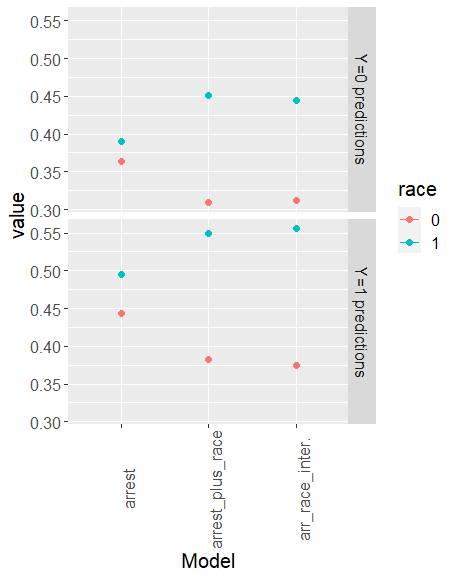 0.55
0.50
0.45
0.40
0.35
0.30
Y=0 predictions
0.55
0.50
0.45
0.40
0.35
0.30
Y=1 predictions
value
arrest
arrest_plus_race
arr_race_inter.
Model
race
0
1